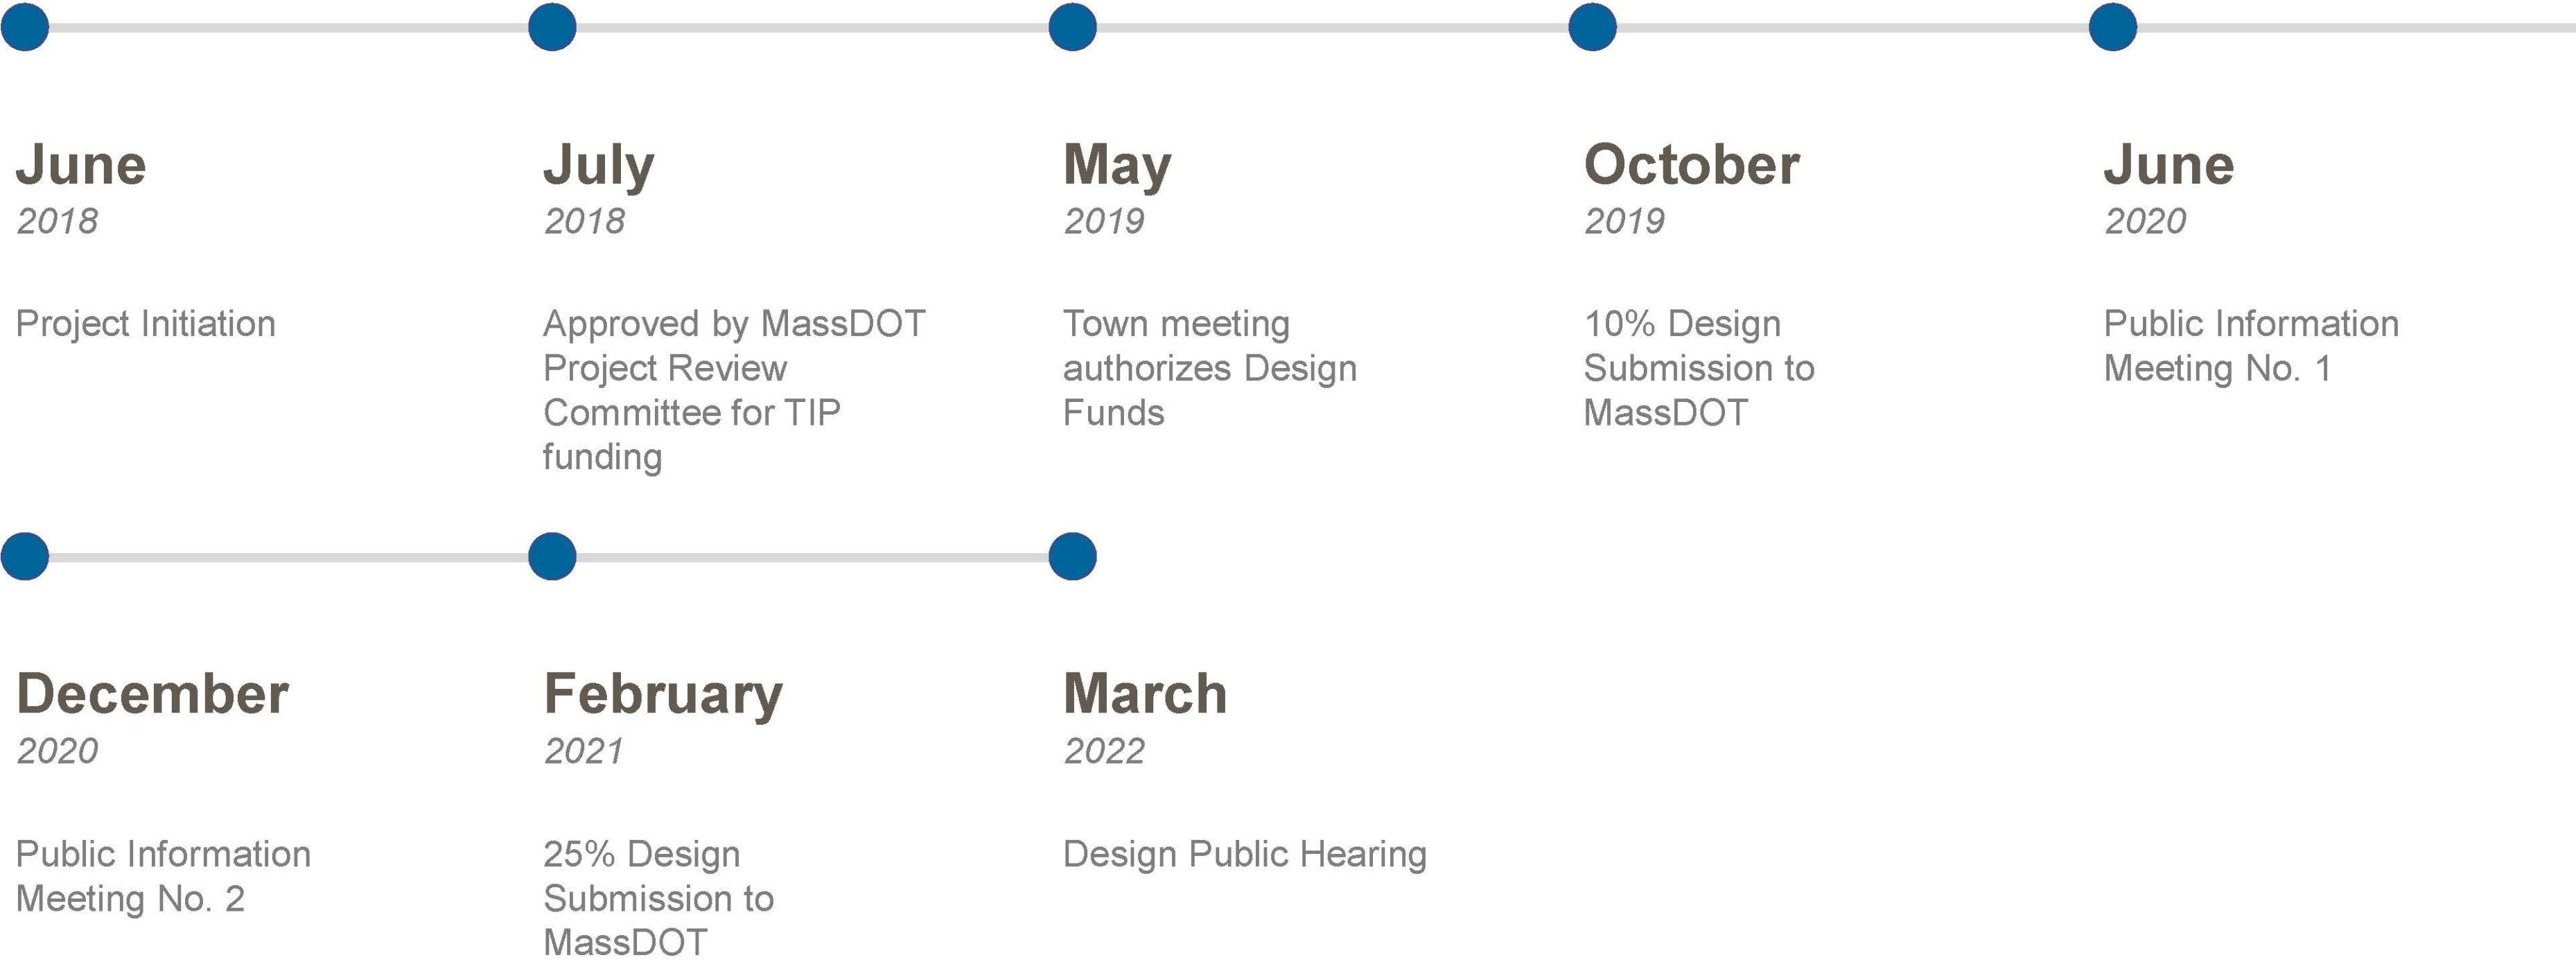 June
2018
Project Initiation
July
2018
Approved by MassDOT
Project Review
Committee for TIP
funding
May
2019
Town meeting
authorizes Design
Funds
October
2019
10% Design
Submission to
MassDOT
June
2020
Public Information
Meeting No. 1
December
2020
Public Information
Meeting No. 2
February
2021
25% Design
Submission to
MassDOT
March
2022
Design Public Hearing